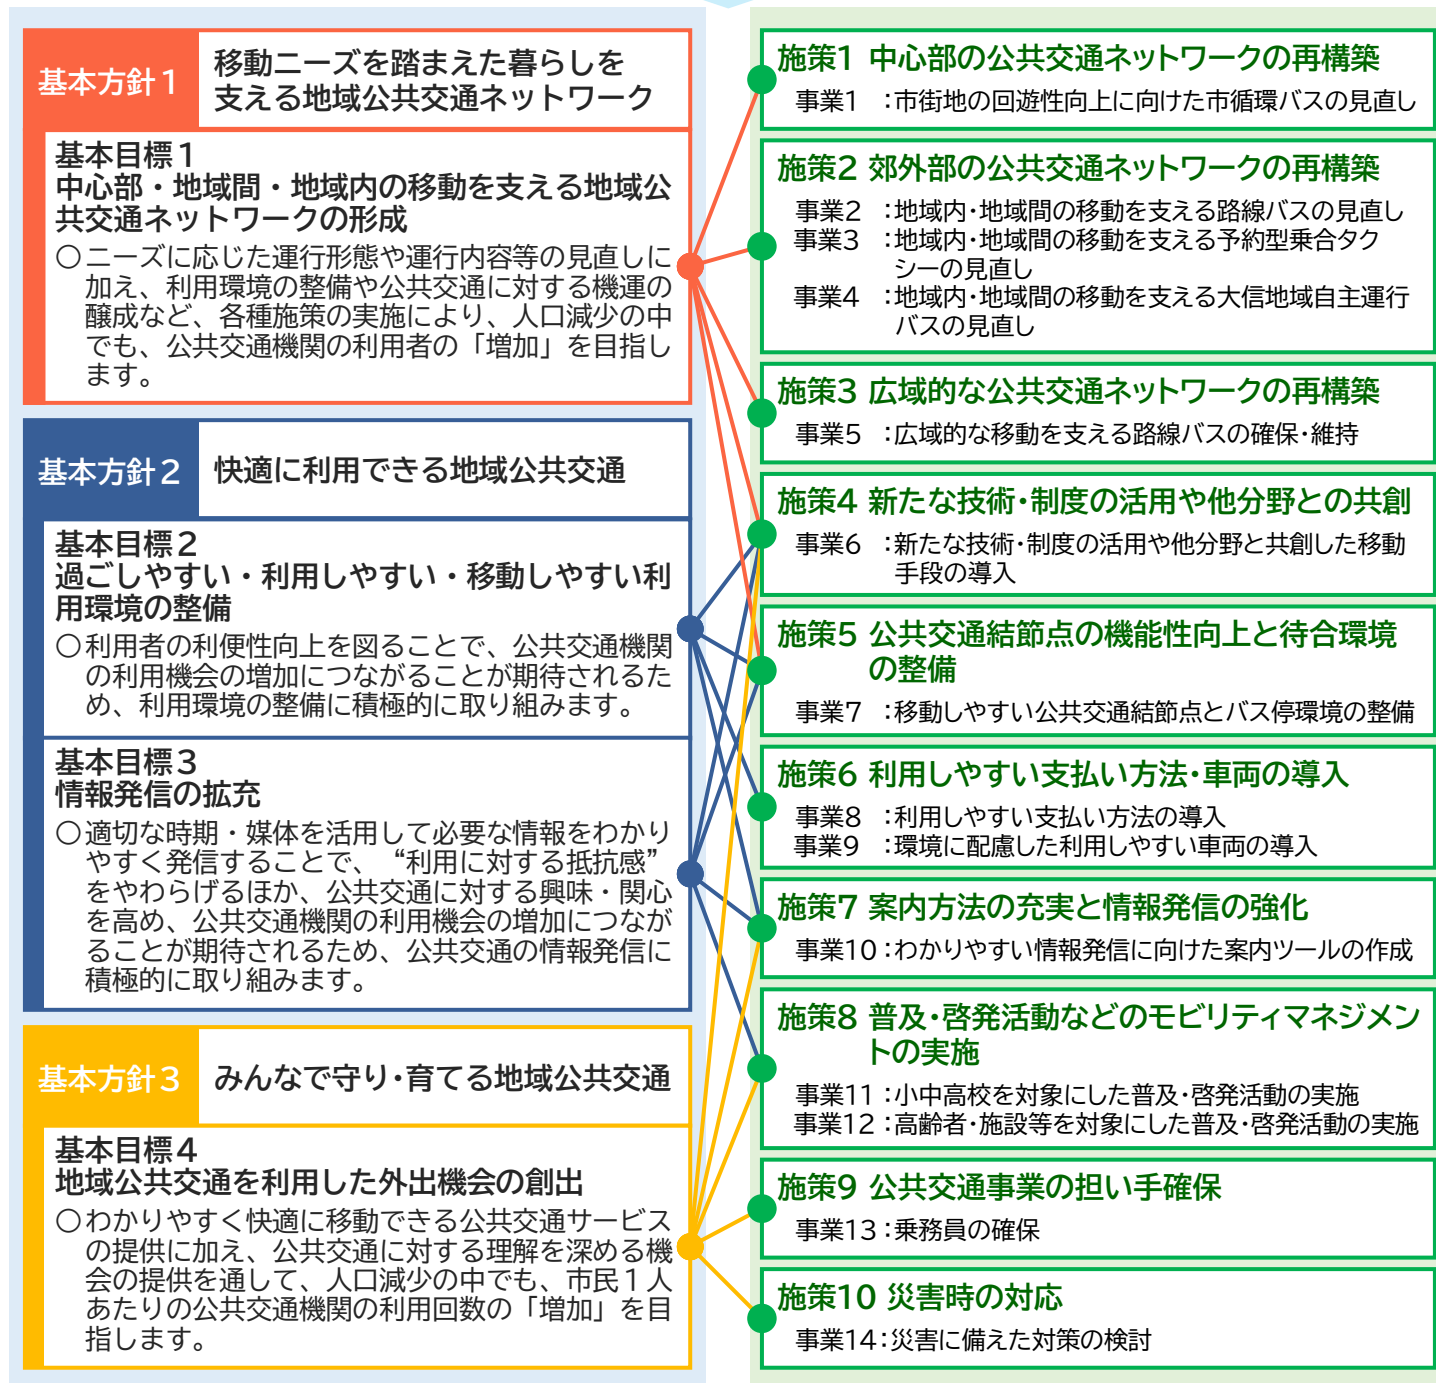 基本方針1
移動ニーズを踏まえた暮らしを
支える地域公共交通ネットワーク
基本目標1
中心部・地域間・地域内の移動を支える地域公
共交通ネットワークの形成
〇ニーズに応じた運行形態や運行内容等の見直しに
加え、利用環境の整備や公共交通に対する機運の
醸成など、各種施策の実施により、人口減少の中
でも、公共交通機関の利用者の「増加」を目指し
ます。
基本方針2
快適に利用できる地域公共交通
基本目標2
過ごしやすい・利用しやすい・移動しやすい利
用環境の整備
〇利用者の利便性向上を図ることで、公共交通機関
の利用機会の増加につながることが期待されるた
め、利用環境の整備に積極的に取り組みます。
基本目標3
情報発信の拡充
〇適切な時期・媒体を活用して必要な情報をわかり
やすく発信することで、“利用に対する抵抗感”
をやわらげるほか、公共交通に対する興味・関心
を高め、公共交通機関の利用機会の増加につなが
ることが期待されるため、公共交通の情報発信に
積極的に取り組みます。
基本方針3
みんなで守り・育てる地域公共交通
基本目標4
地域公共交通を利用した外出機会の創出
〇わかりやすく快適に移動できる公共交通サービス
の提供に加え、公共交通に対する理解を深める機
会の提供を通して、人口減少の中でも、市民1人
あたりの公共交通機関の利用回数の「増加」を目
指します。
施策1 中心部の公共交通ネットワークの再構築
事業1 :市街地の回遊性向上に向けた市循環バスの見直し
施策2 郊外部の公共交通ネットワークの再構築
事業2 :地域内・地域間の移動を支える路線バスの見直し
事業3 :地域内・地域間の移動を支える予約型乗合タク
シーの見直し
事業4 :地域内・地域間の移動を支える大信地域自主運行
バスの見直し
施策3 広域的な公共交通ネットワークの再構築
事業5 :広域的な移動を支える路線バスの確保・維持
施策4 新たな技術・制度の活用や他分野との共創
事業6 :新たな技術・制度の活用や他分野と共創した移動
手段の導入
施策5 公共交通結節点の機能性向上と待合環境
の整備
事業7 :移動しやすい公共交通結節点とバス停環境の整備
施策6 利用しやすい支払い方法・車両の導入
事業8 :利用しやすい支払い方法の導入
事業9 :環境に配慮した利用しやすい車両の導入
施策7 案内方法の充実と情報発信の強化
事業10:わかりやすい情報発信に向けた案内ツールの作成
施策8 普及・啓発活動などのモビリティマネジメン
トの実施
事業11:小中高校を対象にした普及・啓発活動の実施
事業12:高齢者・施設等を対象にした普及・啓発活動の実施
施策9 公共交通事業の担い手確保
事業13:乗務員の確保
施策10 災害時の対応
事業14:災害に備えた対策の検討